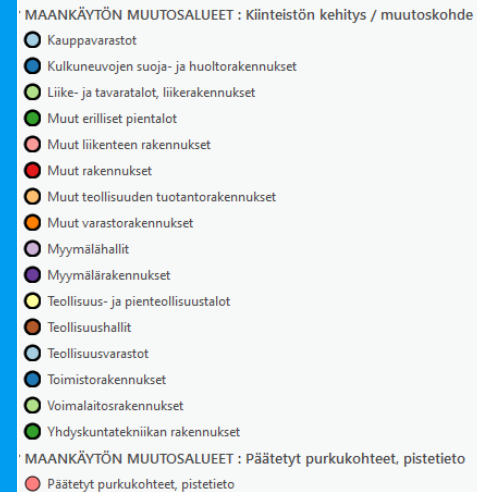 MAANKÄYTÖN MUUTOSALUEET : Kiinteistön kehitys / muutoskohde
Kauppavarastot
Kulkuneuvojen suoja- ja huoltorakennukset
Liike- ja tavaratalot, liikerakennukset
Muut erilliset pientalot
Muut liikenteen rakennukset
Muut rakennukset
Muut teollisuuden tuotantorakennukset
Muut varastorakennukset
Myymälähallit
Myymälärakennukset
Teollisuus- ja pienteollisuustalot
Teollisuushallit
Teollisuusvarastot
Toimistorakennukset
Voimalaitosrakennukset
Yhdyskuntatekniikan rakennukset
MAANKÄYTÖN MUUTOSALUEET : Päätetyt purkukohteet, pistetieto
Päätetyt purkukohteet, pistetieto